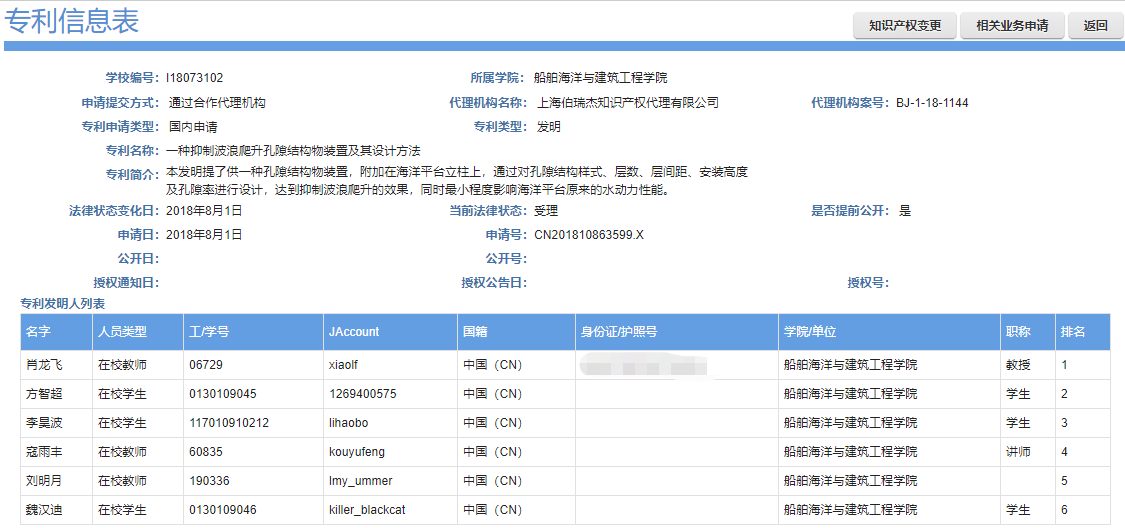 专利信息表
知识产权变更 相关业务申请 返回
学校编号: I18073102 所属学院: 船舶海洋与建筑工程学院
申请提交方式: 通过合作代理机构 代理机构名称: 上海伯瑞杰知识产权代理有限公司 代理机构案号: BJ-1-18-1144
专利申请类型: 国内申请 专利类型: 发明
专利名称: 一种抑制波浪爬升孔隙结构物装置及其设计方法
专利简介: 本发明提了供一种孔隙结构物装置，附加在海洋平台立柱上，通过对孔隙结构样式、层数、层间距、安装高度
及孔隙率进行设计，达到抑制波浪爬升的效果，同时最小程度影响海洋平台原来的水动力性能。
法律状态变化日: 2018年8月1日 当前法律状态: 受理 是否提前公开: 是
申请日: 2018年8月1日 申请号: CN201810863599.X
公开日: 公开号:
授权通知日: 授权公告日: 授权号:
专利发明人列表
名字 人员类型 工/学号 JAccount 国籍 身份证/护照号 学院/单位 职称 排名
肖龙飞 在校教师 06729 xiaolf 中国（CN） 船舶海洋与建筑工程学院 教授 1
方智超 在校学生 0130109045 1269400575 中国（CN） 船舶海洋与建筑工程学院 学生 2
李昊波 在校学生 117010910212 lihaobo 中国（CN） 船舶海洋与建筑工程学院 学生 3
寇雨丰 在校教师 60835 kouyufeng 中国（CN） 船舶海洋与建筑工程学院 讲师 4
刘明月 在校教师 190336 lmy_ummer 中国（CN） 船舶海洋与建筑工程学院 5
魏汉迪 在校学生 0130109046 killer_blackcat 中国（CN） 船舶海洋与建筑工程学院 学生 6